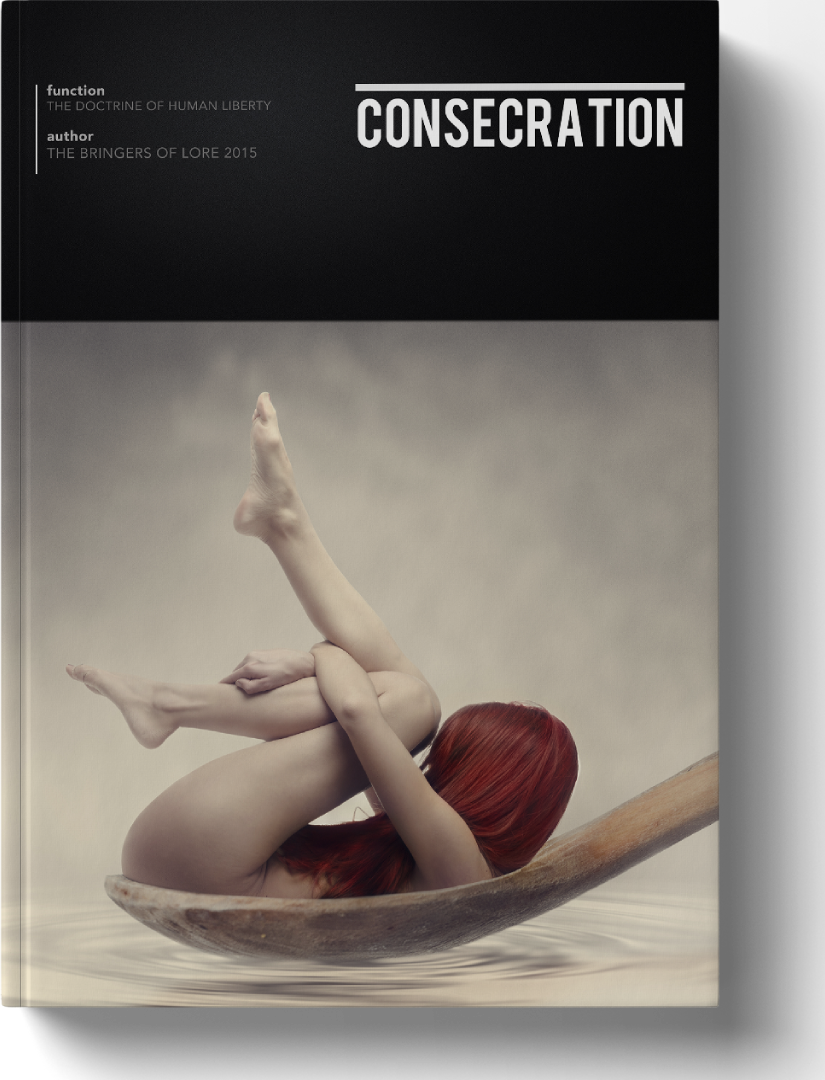 function
THE DOCTRINE OF HUMAN LIBERTY
author
THE BRINGERS OF LORE 2015
CONSECRATION